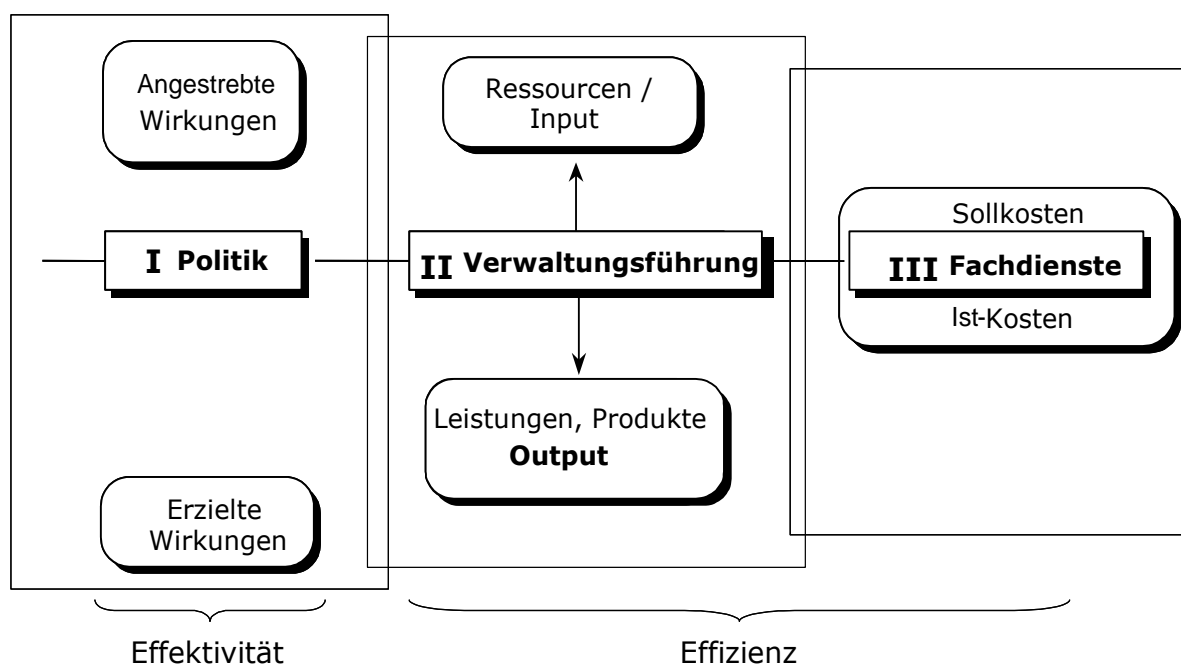 Angestrebte
Wirkungen
I Politik
Erzielte
Wirkungen
Effektivität
Ressourcen /
Input
II Verwaltungsführung
Leistungen, Produkte
Output
Sollkosten
III Fachdienste
Ist-Kosten
Effizienz